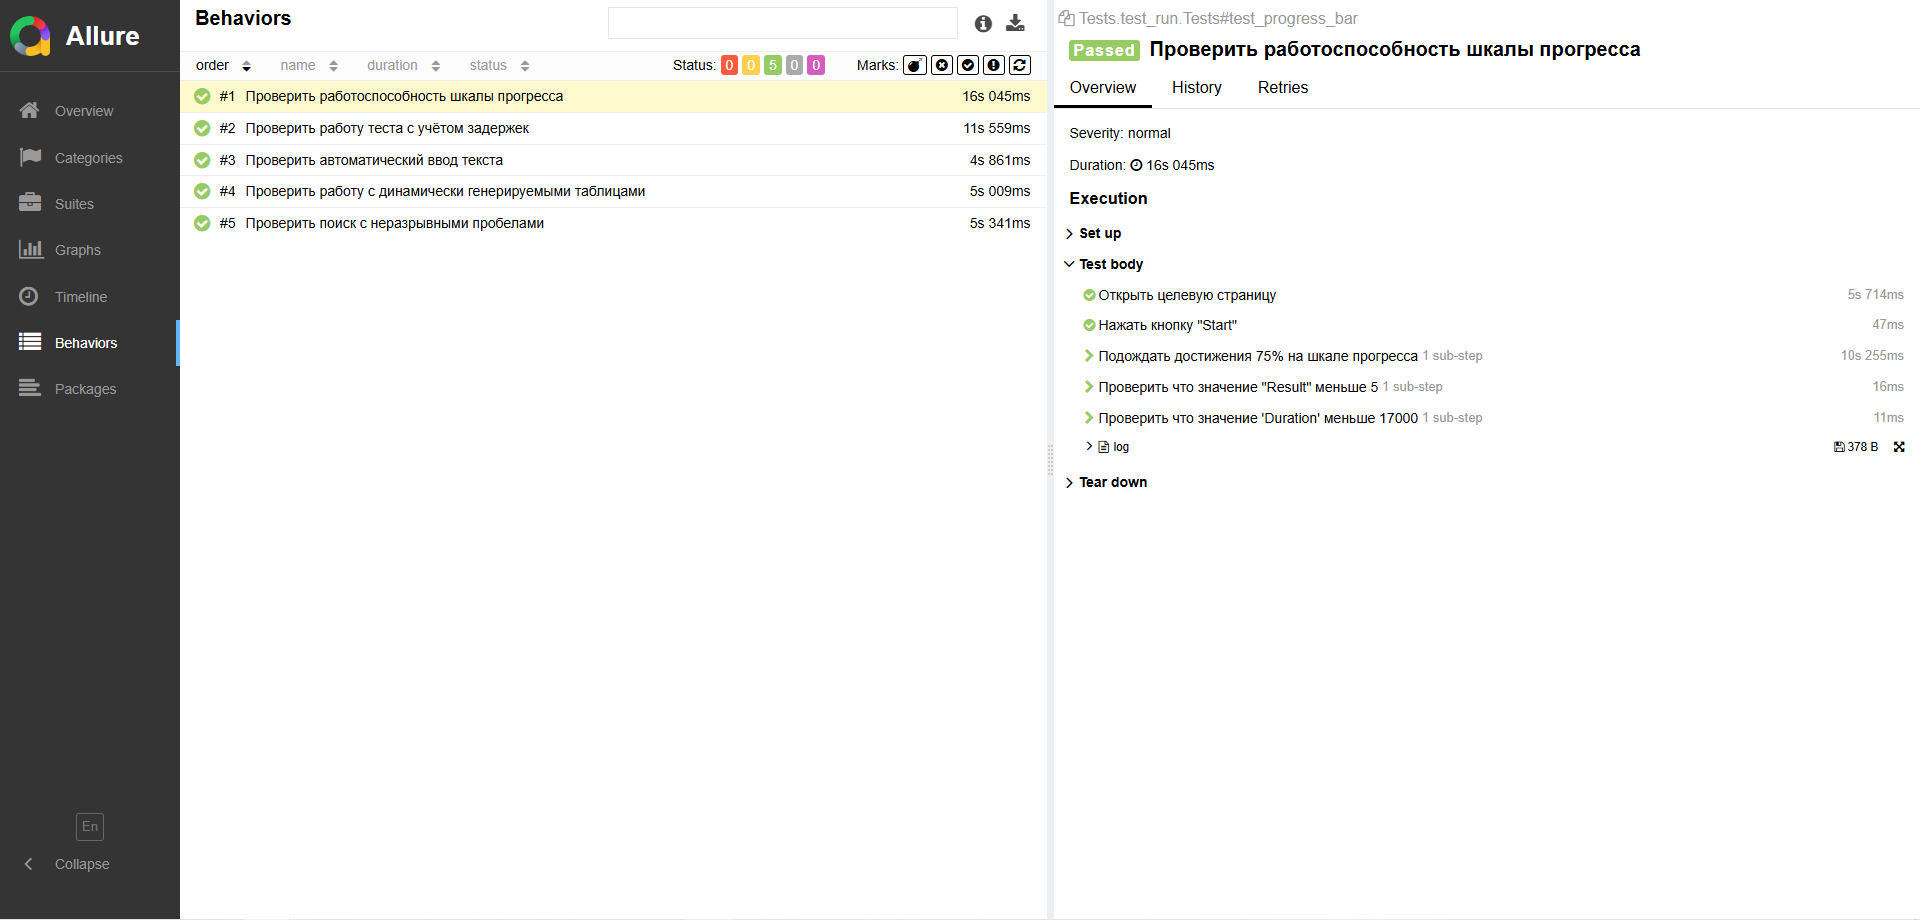 Allure
Overview
Categories
Suites
Graphs
Timeline
Behaviors
Packages
En
Collapse
Behaviors
order name duration status Status: 0 0 5 0 0 Marks:
#1 Проверить работоспособность шкалы прогресса 16s 045ms
#2 Проверить работу теста с учётом задержек 11s 559ms
#3 Проверить автоматический ввод текста 4s 861ms
#4 Проверить работу с динамически генерируемыми таблицами 5s 009ms
#5 Проверить поиск с неразрывными пробелами 5s 341ms
Tests.test_run.Tests#test_progress_bar
Passed Проверить работоспособность шкалы прогресса
Overview History Retries
Severity: normal
Duration: 16s 045ms
Execution
Set up
Test body
Открыть целевую страницу 5s 714ms
Нажать кнопку "Start" 47ms
Подождать достижения 75% на шкале прогресса 1 sub-step 10s 255ms
Проверить что значение "Result" меньше 5 1 sub-step 16ms
Проверить что значение 'Duration' меньше 17000 1 sub-step 11ms
log 378 B
Tear down